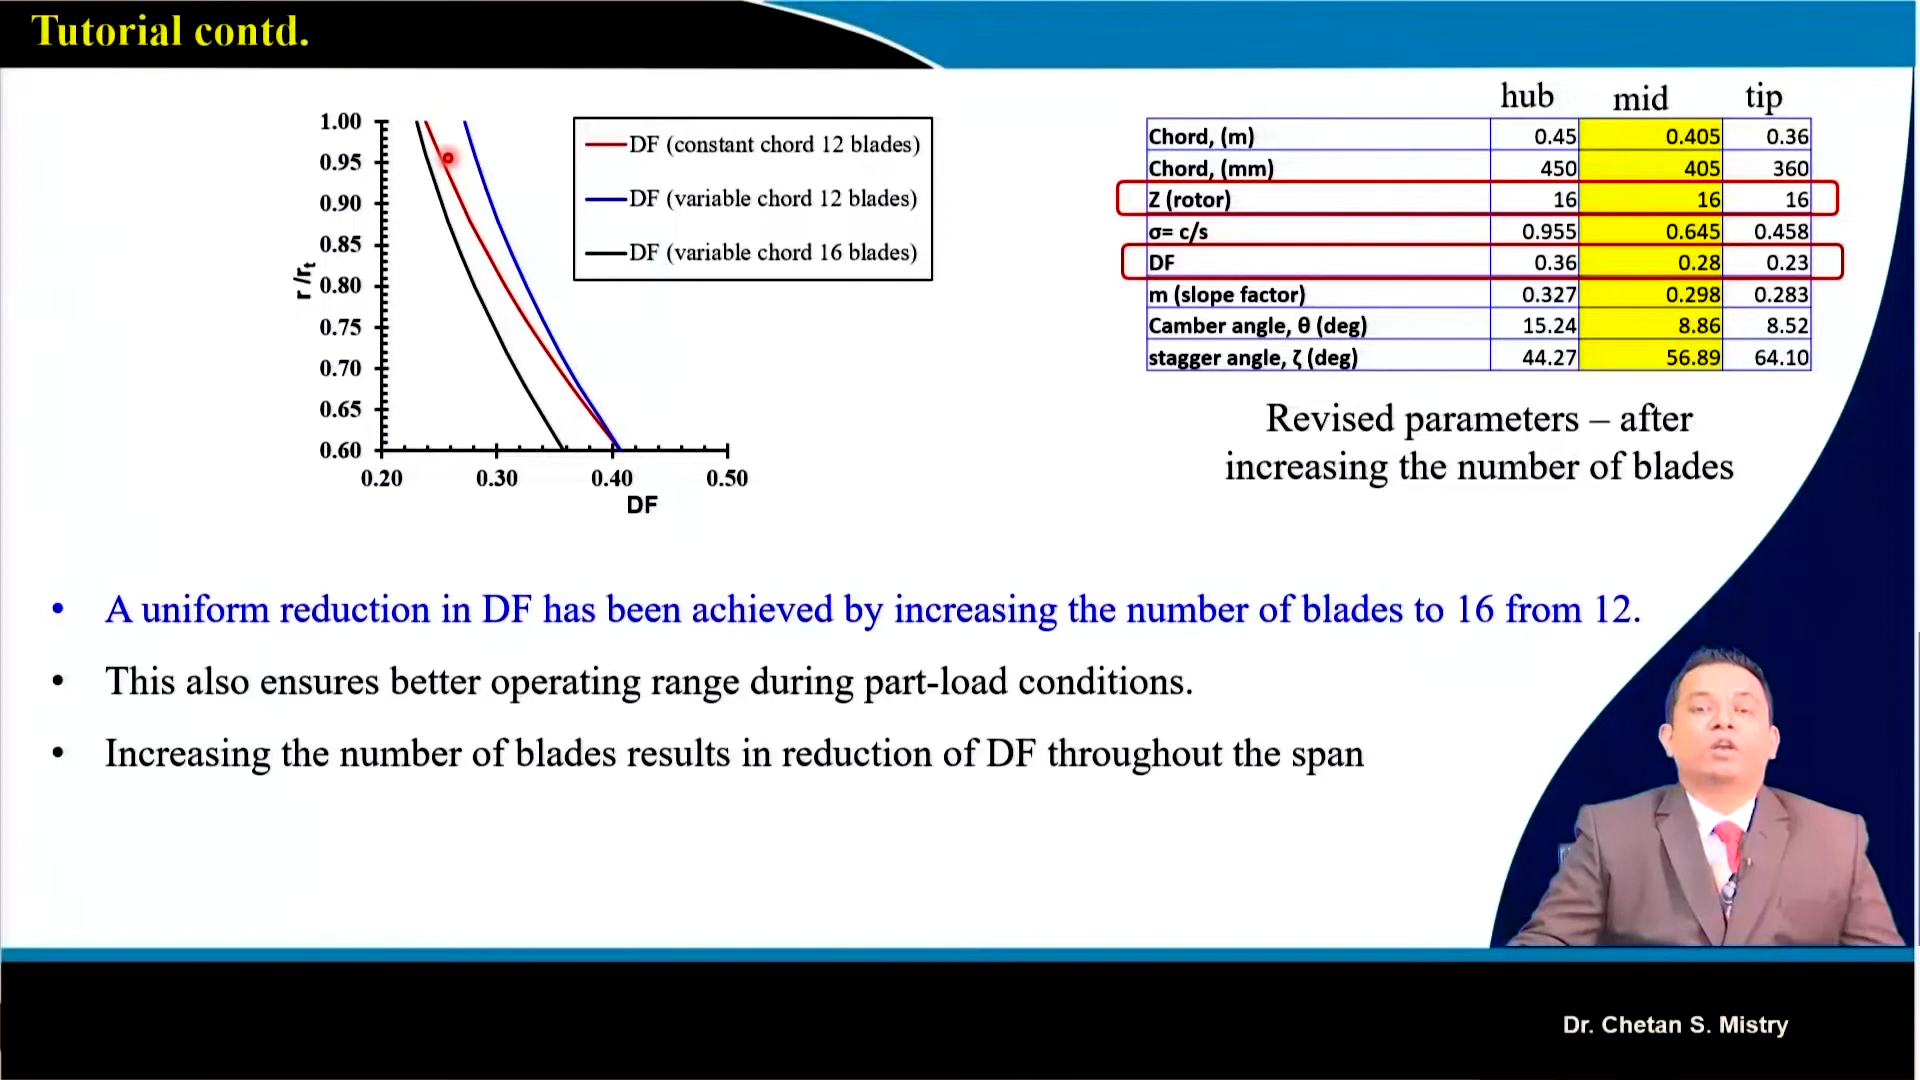 Tutorial contd.
1.00
0.95
0.90
0.85
0.80
0.75
0.70
0.65
0.60
r /rt
0.20 0.30 0.40 0.50
DF
DF (constant chord 12 blades)
DF (variable chord 12 blades)
DF (variable chord 16 blades)
hub mid tip
Chord, (m) 0.45 0.405 0.36
Chord, (mm) 450 405 360
Z (rotor) 16 16 16
σ= c/s 0.955 0.645 0.458
DF 0.36 0.28 0.23
m (slope factor) 0.327 0.298 0.283
Camber angle, θ (deg) 15.24 8.86 8.52
stagger angle, ζ (deg) 44.27 56.89 64.10
Revised parameters – after
increasing the number of blades
• A uniform reduction in DF has been achieved by increasing the number of blades to 16 from 12.
• This also ensures better operating range during part-load conditions.
• Increasing the number of blades results in reduction of DF throughout the span
Dr. Chetan S. Mistry